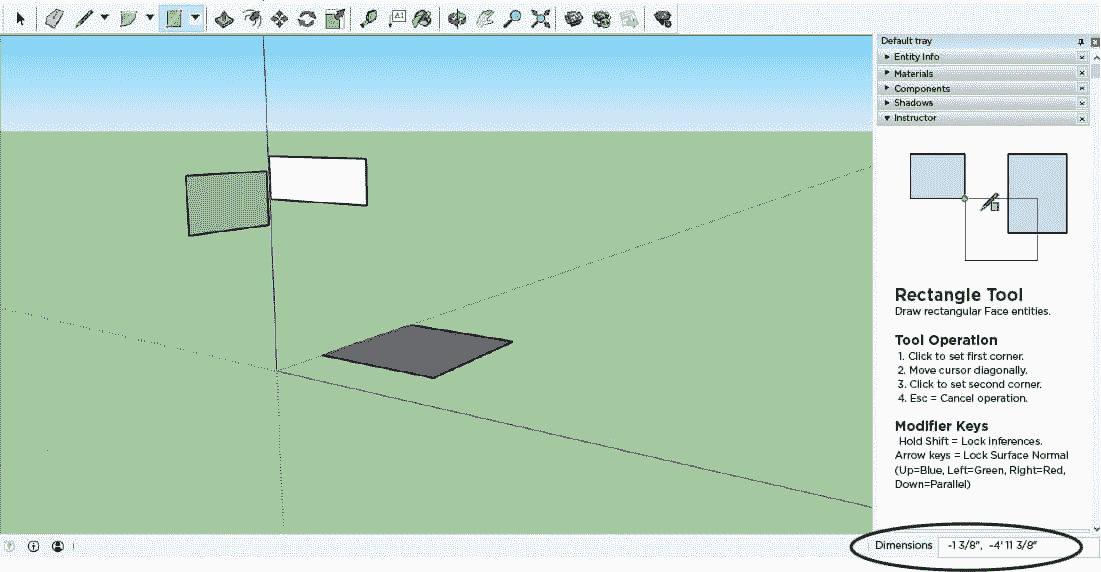 A1
Default tray
Entity Info
Materials
Components
Shadows
Instructor
Rectangle Tool
Draw rectangular Face entities.
Tool Operation
1. Click to set first corner.
2. Move cursor diagonally.
3. Click to set second corner.
4. Esc = Cancel operation.
Modifier Keys
Hold Shift = Lock inferences.
Arrow keys = Lock Surface Normal
(Up=Blue, Left=Green, Right=Red,
Down=Parallel)
Dimensions -1 3/8", -4' 11 3/8"